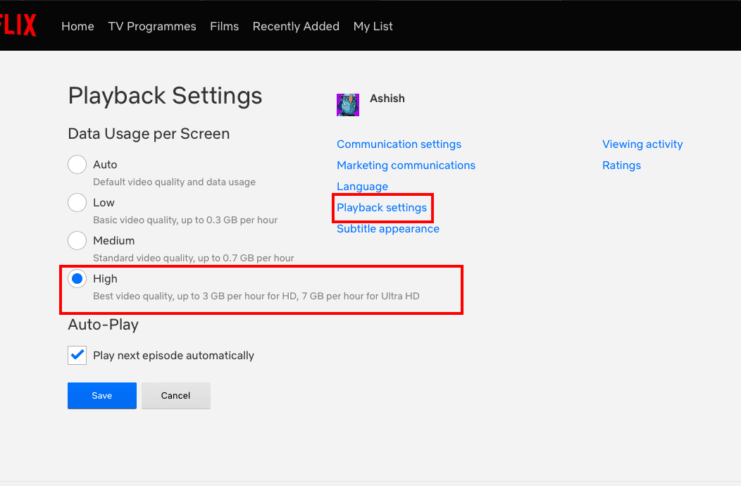 FLIX
Home TV Programmes Films Recently Added My List
Playback Settings
Data Usage per Screen
Auto
Default video quality and data usage
Low
Basic video quality, up to 0.3 GB per hour
Medium
Standard video quality, up to 0.7 GB per hour
High
Best video quality, up to 3 GB per hour for HD, 7 GB per hour for Ultra HD
Auto-Play
Play next episode automatically
Save Cancel
Ashish
Communication settings
Marketing communications
Language
Playback settings
Subtitle appearance
Viewing activity
Ratings